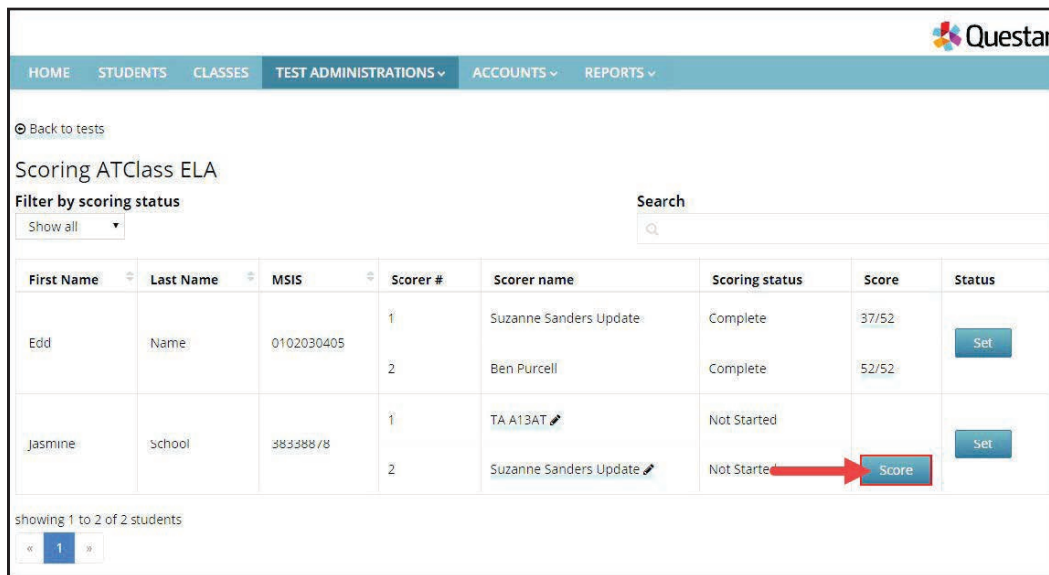 Questar
HOME STUDENTS CLASSES TEST ADMINISTRATIONS ACCOUNTS REPORTS
Back to tests
Scoring ATClass ELA
Filter by scoring status Search
Show all
First Name Last Name MSIS Scorer # Scorer name Scoring status Score Status
1 Suzanne Sanders Update Complete 37/52
Edd Name 0102030405 Set
2 Ben Purcell Complete 52/52
1 TA A13AT Not Started
Jasmine School 38338878 Set
2 Suzanne Sanders Update Not Started Score
showing 1 to 2 of 2 students
« 1 »